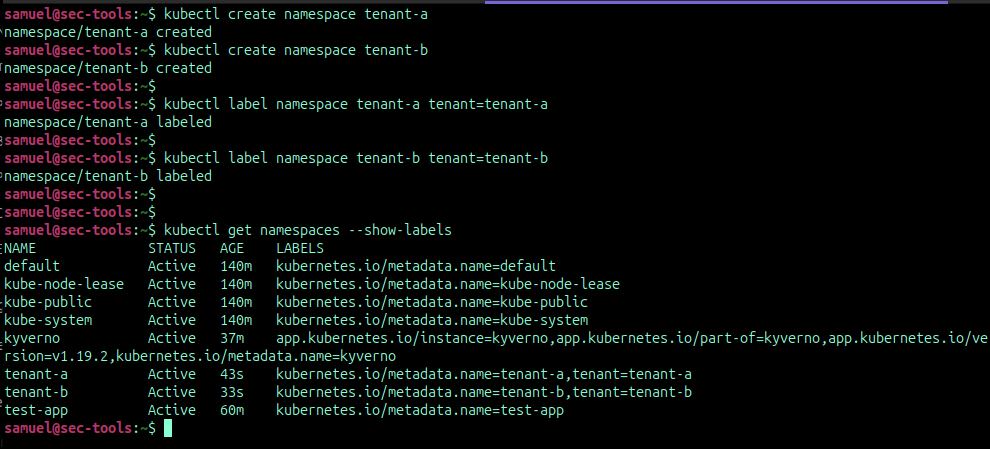 samuel@sec-tools:~$ kubectl create namespace tenant-a
namespace/tenant-a created
samuel@sec-tools:~$ kubectl create namespace tenant-b
namespace/tenant-b created
samuel@sec-tools:~$
samuel@sec-tools:~$ kubectl label namespace tenant-a tenant=tenant-a
namespace/tenant-a labeled
samuel@sec-tools:~$
samuel@sec-tools:~$ kubectl label namespace tenant-b tenant=tenant-b
namespace/tenant-b labeled
samuel@sec-tools:~$
samuel@sec-tools:~$
samuel@sec-tools:~$ kubectl get namespaces --show-labels
NAME              STATUS   AGE    LABELS
default           Active   140m   kubernetes.io/metadata.name=default
kube-node-lease   Active   140m   kubernetes.io/metadata.name=kube-node-lease
kube-public       Active   140m   kubernetes.io/metadata.name=kube-public
kube-system       Active   140m   kubernetes.io/metadata.name=kube-system
kyverno           Active   37m    app.kubernetes.io/instance=kyverno,app.kubernetes.io/part-of=kyverno,app.kubernetes.io/ve
rsion=v1.19.2,kubernetes.io/metadata.name=kyverno
tenant-a          Active   43s    kubernetes.io/metadata.name=tenant-a,tenant=tenant-a
tenant-b          Active   33s    kubernetes.io/metadata.name=tenant-b,tenant=tenant-b
test-app          Active   60m    kubernetes.io/metadata.name=test-app
samuel@sec-tools:~$